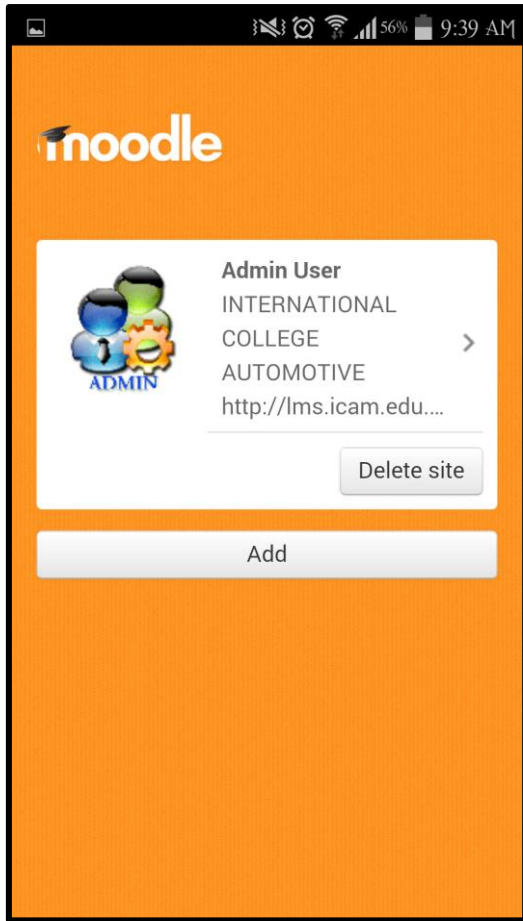 56% 9:39 AM
moodle
Admin User
INTERNATIONAL
COLLEGE
AUTOMOTIVE
http://lms.icam.edu....
ADMIN
Delete site
Add